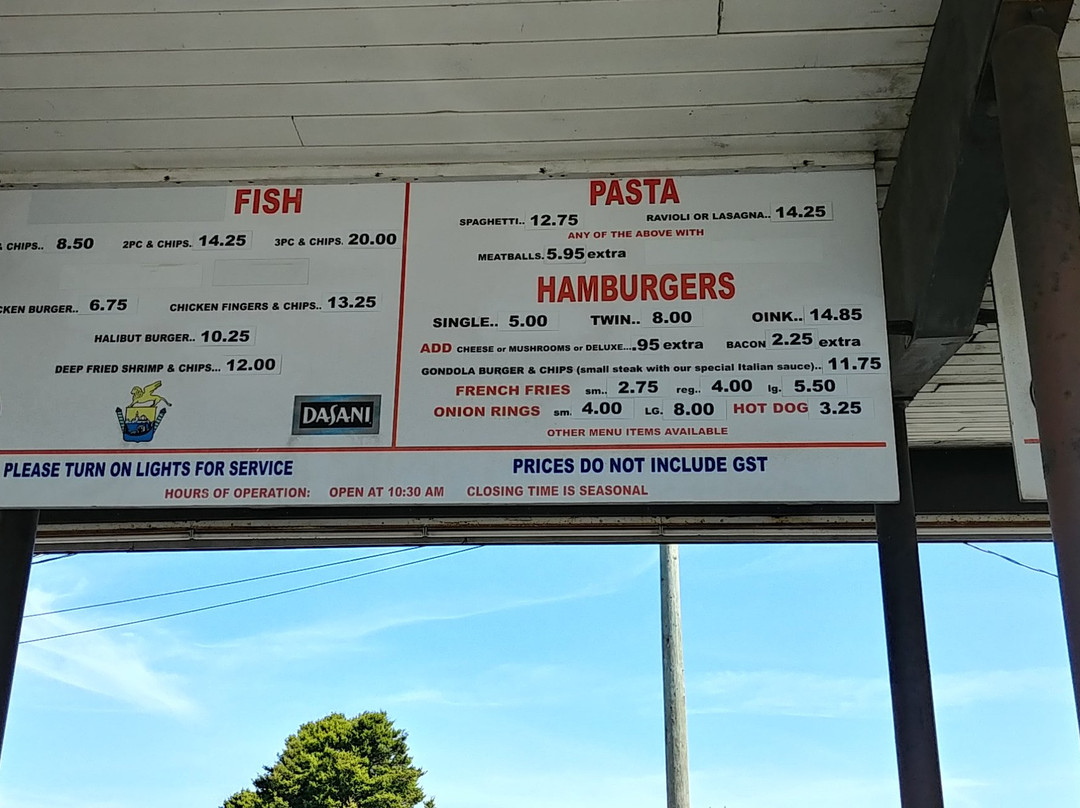 FISH
& CHIPS.. 8.50 2PC & CHIPS. 14.25 3PC & CHIPS. 20.00
CKEN BURGER.. 6.75 CHICKEN FINGERS & CHIPS.. 13.25
HALIBUT BURGER.. 10.25
DEEP FRIED SHRIMP & CHIPS... 12.00
DASANI
PASTA
SPAGHETTI.. 12.75 RAVIOLI OR LASAGNA.. 14.25
ANY OF THE ABOVE WITH
MEATBALLS. 5.95 extra
HAMBURGERS
SINGLE.. 5.00 TWIN.. 8.00 OINK.. 14.85
ADD CHEESE or MUSHROOMS or DELUXE....95 extra BACON 2.25 extra
GONDOLA BURGER & CHIPS (small steak with our special Italian sauce).. 11.75
FRENCH FRIES sm.. 2.75 reg.. 4.00 lg. 5.50
ONION RINGS sm. 4.00 LG. 8.00 HOT DOG 3.25
OTHER MENU ITEMS AVAILABLE
PLEASE TURN ON LIGHTS FOR SERVICE PRICES DO NOT INCLUDE GST
HOURS OF OPERATION: OPEN AT 10:30 AM CLOSING TIME IS SEASONAL